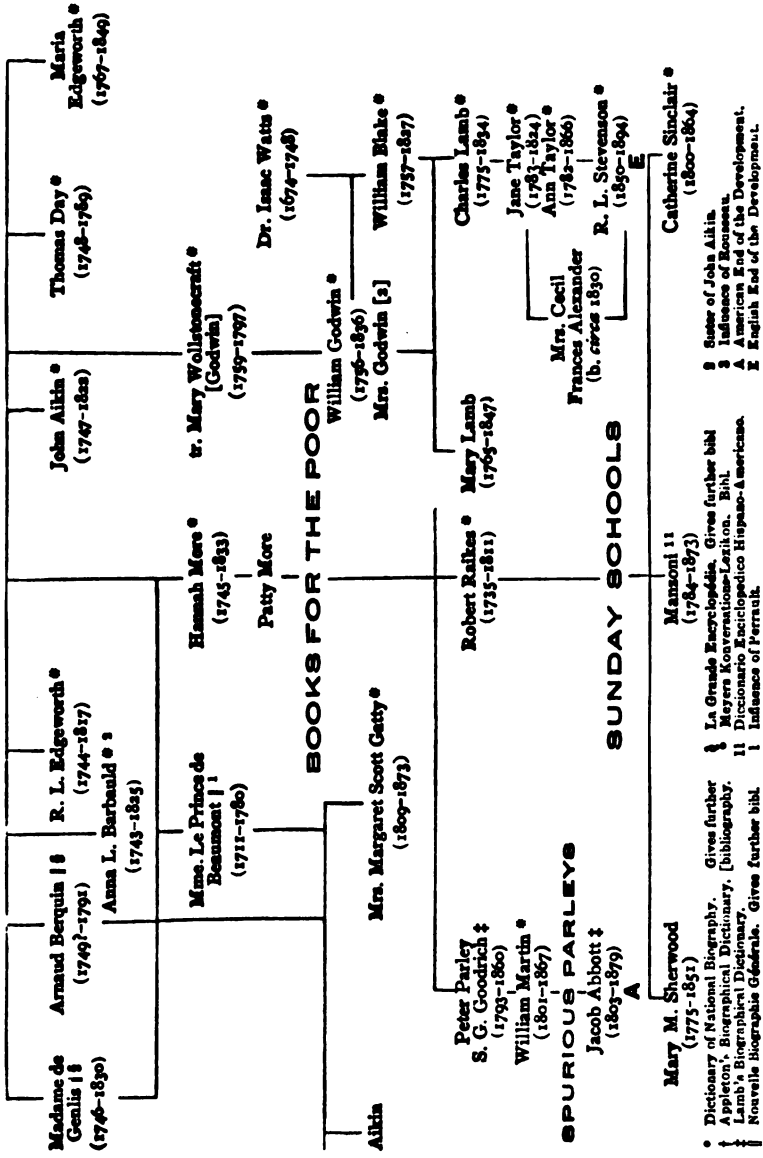 Madame de
Genlis ‖ §
(1746–1830)
Arnaud Berquin ‖ §
(1749?–1791)
R. L. Edgeworth *
(1744–1817)
John Aikin *
(1747–1822)
Thomas Day *
(1748–1789)
Maria
Edgeworth *
(1767–1849)
Anna L. Barbauld * 2
(1743–1825)
Mme. Le Prince de
Beaumont ‖ 1
(1711–1780)
Hannah More *
(1745–1833)
Patty More
tr. Mary Wollstonecraft *
[Godwin]
(1759–1797)
Dr. Isaac Watts *
(1674–1748)
BOOKS FOR THE POOR
William Godwin *
(1756–1836)
Mrs. Godwin [2]
William Blake *
(1757–1827)
Aikin
Mrs. Margaret Scott Gatty *
(1809–1873)
Peter Parley
S. G. Goodrich ‡
(1793–1860)
William Martin *
(1801–1867)
SPURIOUS PARLEYS
Jacob Abbott ‡
(1803–1879)
A
Robert Raikes *
(1735–1811)
SUNDAY SCHOOLS
Mary Lamb
(1765–1847)
Charles Lamb *
(1775–1834)
Jane Taylor *
(1783–1824)
Ann Taylor *
(1782–1866)
Mrs. Cecil
Frances Alexander
(b. circa 1830)
R. L. Stevenson *
(1850–1894)
E
Mary M. Sherwood
(1775–1851)
Manzoni 11
(1784–1873)
Catherine Sinclair *
(1800–1864)
* Dictionary of National Biography. Gives further
† Appleton's Biographical Dictionary. [bibliography.
‡ Lamb's Biographical Dictionary.
‖ Nouvelle Biographie Générale. Gives further bibl.
La Grande Encyclopédie. Gives further bibl
Meyers Konversations-Lexikon. Bibl.
11 Diccionario Enciclopedico Hispano-Americano.
1 Influence of Perrault.
Sister of John Aikin.
Influence of Rousseau.
A American End of the Development.
E English End of the Development.